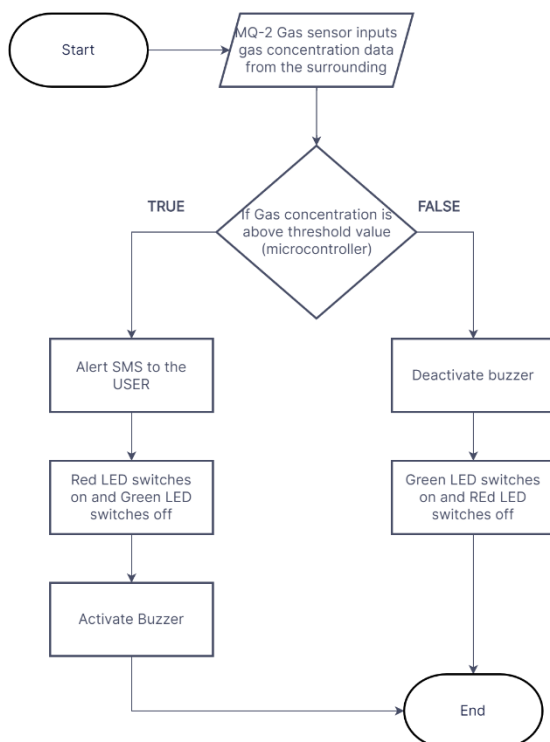 Start
MQ-2 Gas sensor inputs
gas concentration data
from the surrounding
TRUE
FALSE
If Gas concentration is
above threshold value
(microcontroller)
Alert SMS to the
USER
Deactivate buzzer
Red LED switches
on and Green LED
switches off
Green LED switches
on and REd LED
switches off
Activate Buzzer
End